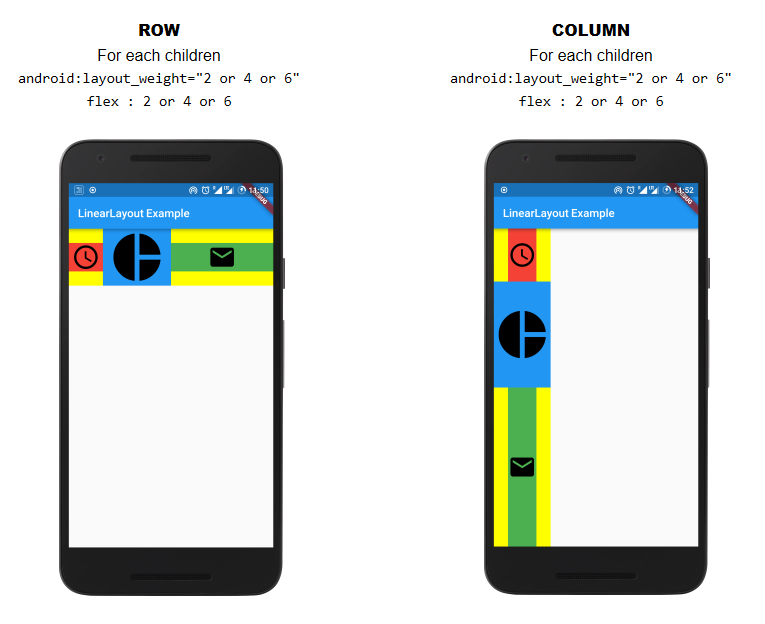 ROW
For each children
android:layout_weight="2 or 4 or 6"
flex : 2 or 4 or 6
14:50
DEBUG
LinearLayout Example
COLUMN
For each children
android:layout_weight="2 or 4 or 6"
flex : 2 or 4 or 6
14:52
DEBUG
LinearLayout Example